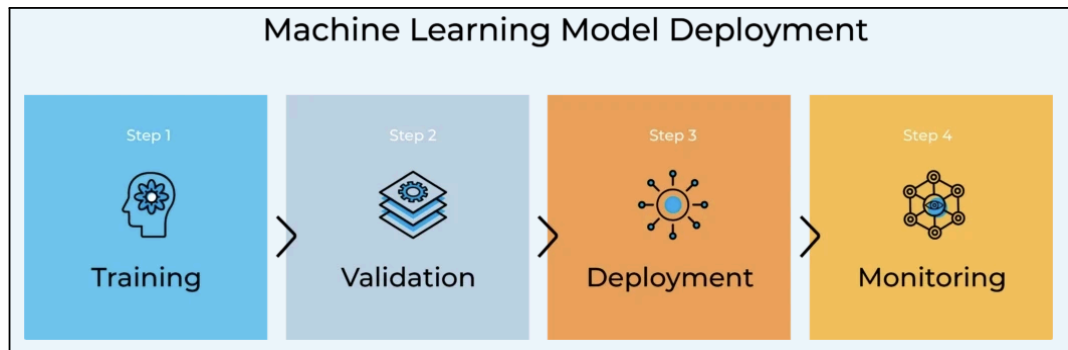 Machine Learning Model Deployment
Step 1
Training
Step 2
Validation
Step 3
Deployment
Step 4
Monitoring